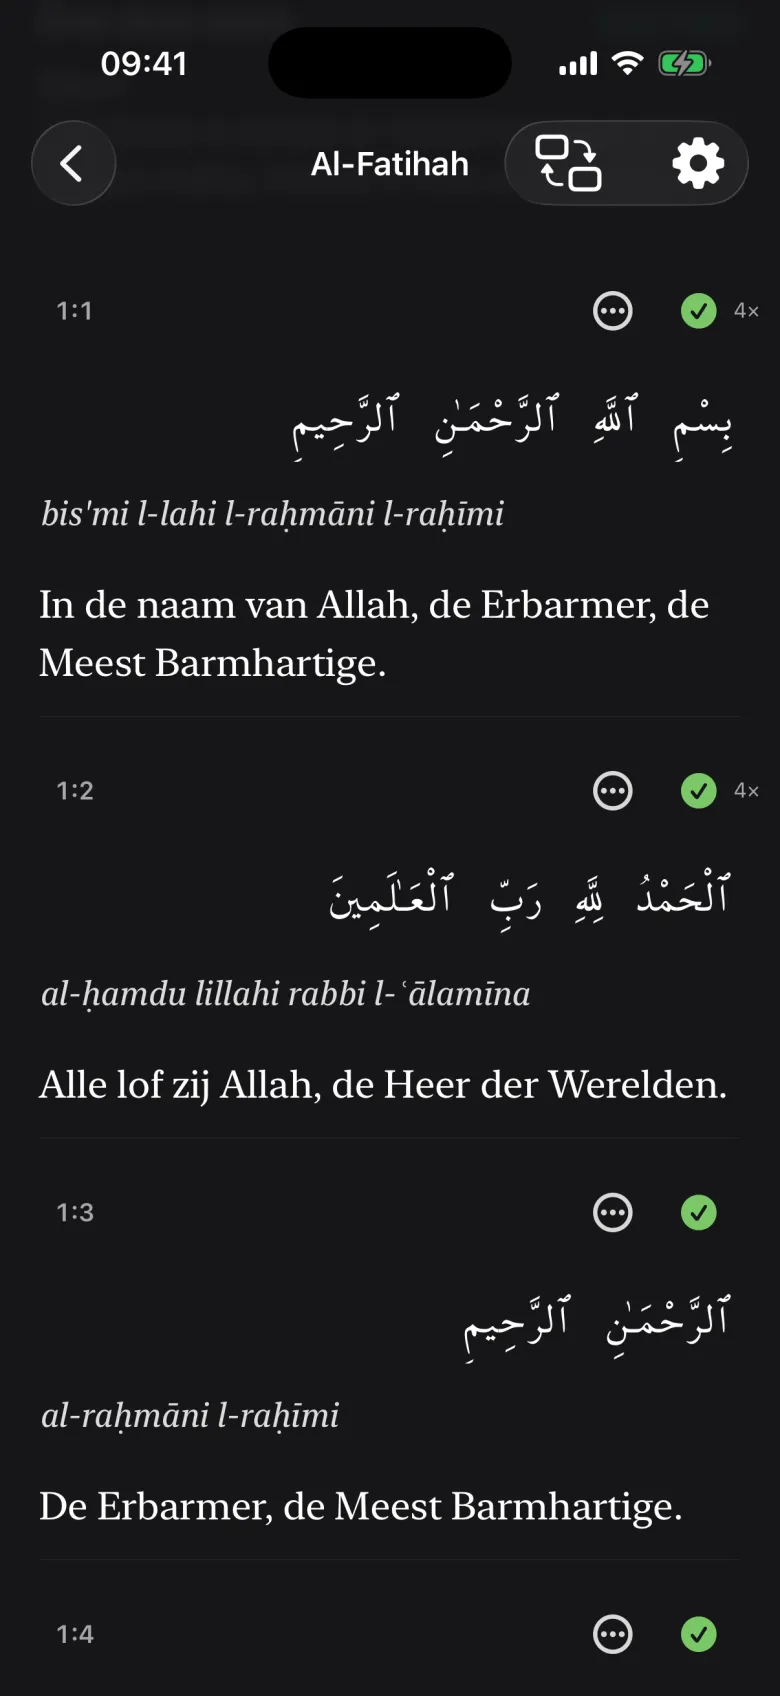 09:41
Al-Fatihah
1:1
4×
بِسْمِ ٱللَّهِ ٱلرَّحْمَـٰنِ ٱلرَّحِيمِ
bis'mi l-lahi l-raḥmāni l-raḥīmi
In de naam van Allah, de Erbarmer, de
Meest Barmhartige.
1:2
4×
ٱلْحَمْدُ لِلَّهِ رَبِّ ٱلْعَـٰلَمِينَ
al-ḥamdu lillahi rabbi l-ʿālamīna
Alle lof zij Allah, de Heer der Werelden.
1:3
ٱلرَّحْمَـٰنِ ٱلرَّحِيمِ
al-raḥmāni l-raḥīmi
De Erbarmer, de Meest Barmhartige.
1:4